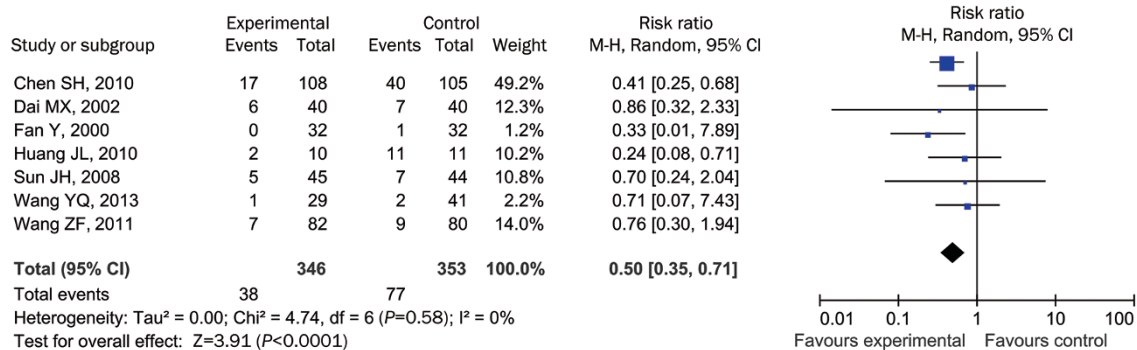 Experimental Control Risk ratio Risk ratio
Study or subgroup Events Total Events Total Weight M-H, Random, 95% CI M-H, Random, 95% CI
Chen SH, 2010 17 108 40 105 49.2% 0.41 [0.25, 0.68]
Dai MX, 2002 6 40 7 40 12.3% 0.86 [0.32, 2.33]
Fan Y, 2000 0 32 1 32 1.2% 0.33 [0.01, 7.89]
Huang JL, 2010 2 10 11 11 10.2% 0.24 [0.08, 0.71]
Sun JH, 2008 5 45 7 44 10.8% 0.70 [0.24, 2.04]
Wang YQ, 2013 1 29 2 41 2.2% 0.71 [0.07, 7.43]
Wang ZF, 2011 7 82 9 80 14.0% 0.76 [0.30, 1.94]
Total (95% CI) 346 353 100.0% 0.50 [0.35, 0.71]
Total events 38 77
Heterogeneity: Tau² = 0.00; Chi² = 4.74, df = 6 (P=0.58); I² = 0%
Test for overall effect: Z=3.91 (P<0.0001)
0.01 0.1 1 10 100
Favours experimental Favours control